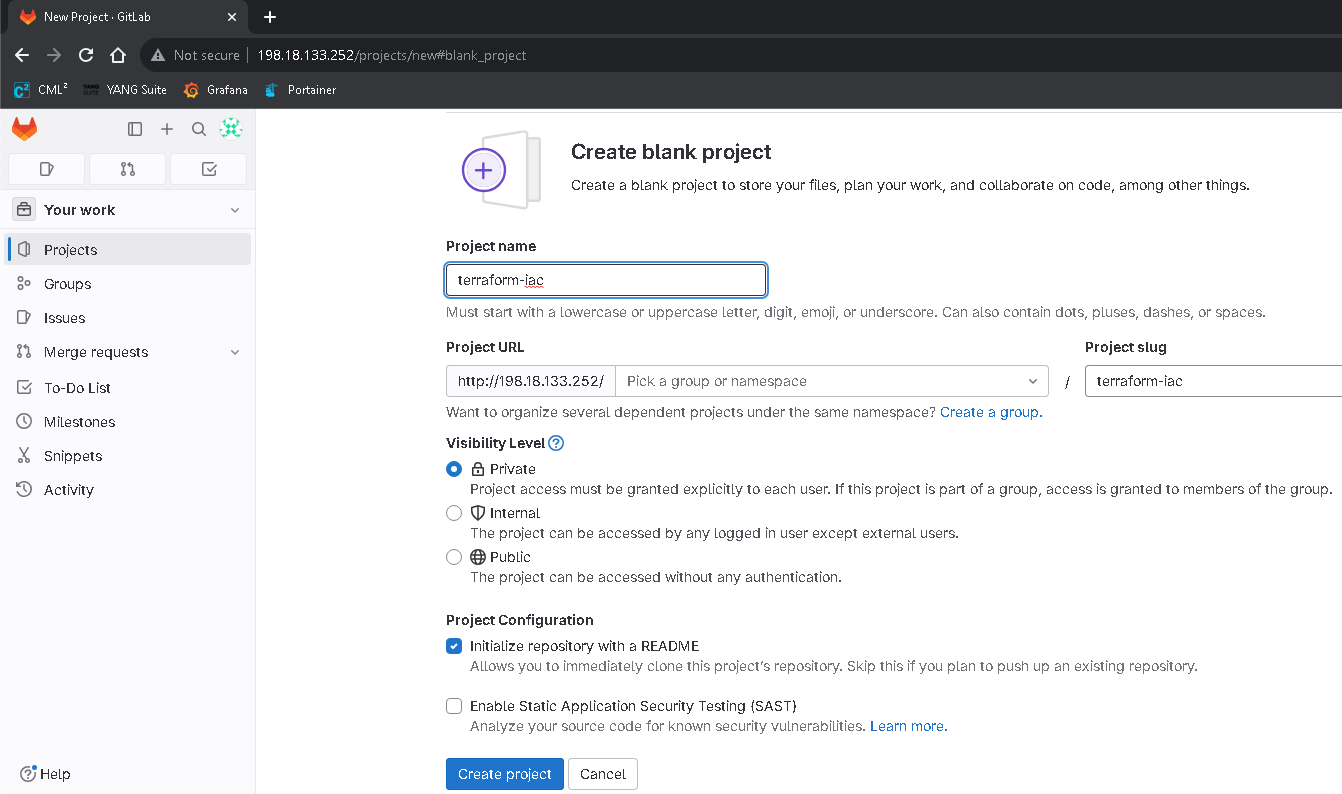 New Project · GitLab
Not secure 198.18.133.252/projects/new#blank_project
CML² YANG Suite Grafana Portainer
Create blank project
Create a blank project to store your files, plan your work, and collaborate on code, among other things.
Your work
Projects
Groups
Issues
Merge requests
To-Do List
Milestones
Snippets
Activity
Help
Project name
terraform-iac
Must start with a lowercase or uppercase letter, digit, emoji, or underscore. Can also contain dots, pluses, dashes, or spaces.
Project URL
Project slug
http://198.18.133.252/ Pick a group or namespace / terraform-iac
Want to organize several dependent projects under the same namespace? Create a group.
Visibility Level
Private
Project access must be granted explicitly to each user. If this project is part of a group, access is granted to members of the group.
Internal
The project can be accessed by any logged in user except external users.
Public
The project can be accessed without any authentication.
Project Configuration
Initialize repository with a README
Allows you to immediately clone this project's repository. Skip this if you plan to push up an existing repository.
Enable Static Application Security Testing (SAST)
Analyze your source code for known security vulnerabilities. Learn more.
Create project Cancel